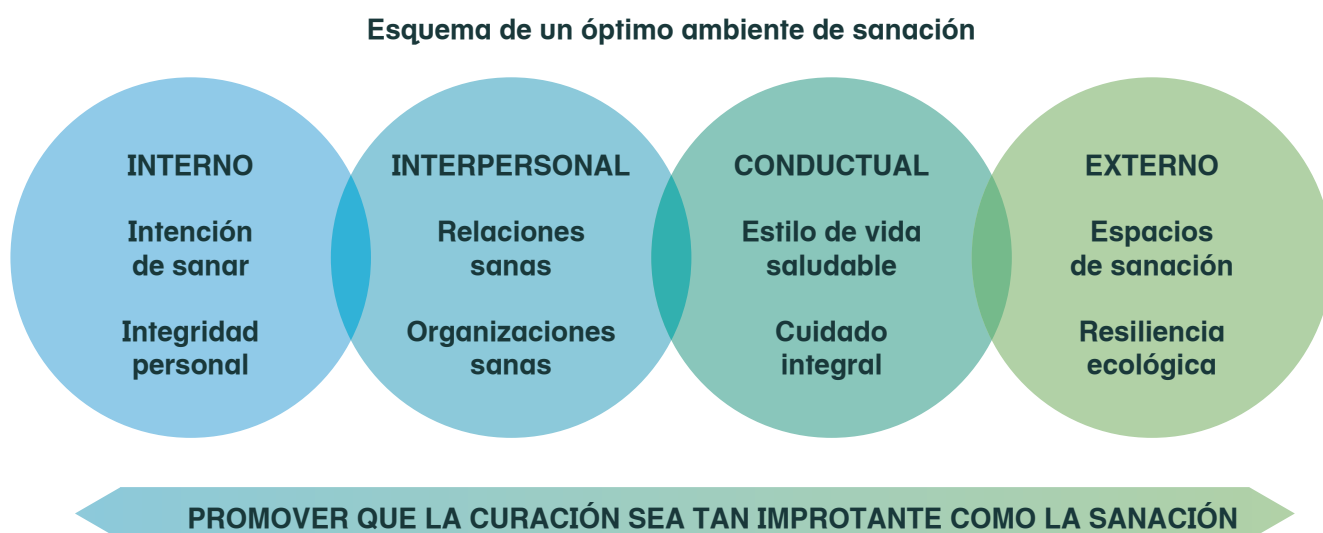 Esquema de un óptimo ambiente de sanación
INTERNO
Intención
de sanar
Integridad
personal
INTERPERSONAL
Relaciones
sanas
Organizaciones
sanas
CONDUCTUAL
Estilo de vida
saludable
Cuidado
integral
EXTERNO
Espacios
de sanación
Resiliencia
ecológica
PROMOVER QUE LA CURACIÓN SEA TAN IMPROTANTE COMO LA SANACIÓN